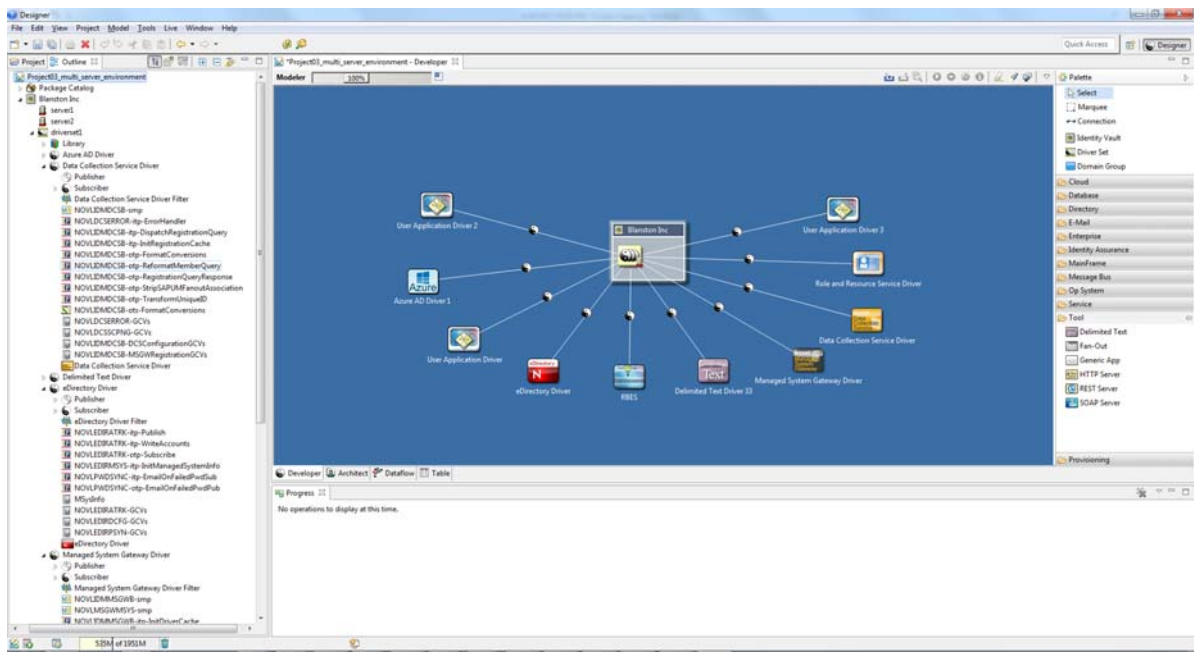 Designer
File Edit View Project Model Tools Live Window Help
Quick Access
Designer
Project Outline
Project03_multi_server_environment
Package Catalog
Blanston Inc
server1
server2
driverset1
Library
Azure AD Driver
Data Collection Service Driver
Publisher
Subscriber
Data Collection Service Driver Filter
NOVLIDMDCSB-smp
NOVLDCSERROR-itp-ErrorHandler
NOVLIDMDCSB-itp-DispatchRegistrationQuery
NOVLIDMDCSB-itp-InitRegistrationCache
NOVLIDMDCSB-otp-FormatConversions
NOVLIDMDCSB-otp-ReformatMemberQuery
NOVLIDMDCSB-otp-RegistrationQueryResponse
NOVLIDMDCSB-otp-StripSAPUMFanoutAssociation
NOVLIDMDCSB-otp-TransformUniqueID
NOVLIDMDCSB-ots-FormatConversions
NOVLDCSERROR-GCVs
NOVLDCSSCPNG-GCVs
NOVLIDMDCSB-DCSConfigurationGCVs
NOVLIDMDCSB-MSGWRegistrationGCVs
Data Collection Service Driver
Delimited Text Driver
eDirectory Driver
Publisher
Subscriber
eDirectory Driver Filter
NOVLEDIRATRK-itp-Publish
NOVLEDIRATRK-itp-WriteAccounts
NOVLEDIRATRK-otp-Subscribe
NOVLEDIRMSYS-itp-InitManagedSystemInfo
NOVLPWDSYNC-itp-EmailOnFailedPwdSub
NOVLPWDSYNC-otp-EmailOnFailedPwdPub
MSysInfo
NOVLEDIRATRK-GCVs
NOVLEDIRDCFG-GCVs
NOVLEDIRPSYN-GCVs
eDirectory Driver
Managed System Gateway Driver
Publisher
Subscriber
Managed System Gateway Driver Filter
NOVLIDMMSGWB-smp
NOVLMSGWMSYS-smp
NOVLIDMMSGWB-itp-InitDriverCache
535M of 1951M
*Project03_multi_server_environment - Developer
Modeler 100%
User Application Driver 2
Blanston Inc
User Application Driver 3
Azure
Azure AD Driver 1
Role and Resource Service Driver
User Application Driver
Data Collection Service Driver
eDirectory
N
eDirectory Driver
RBES
Text
Delimited Text Driver 33
Managed System Gateway Driver
Developer Architect Dataflow Table
Progress
No operations to display at this time.
Palette
Select
Marquee
Connection
Identity Vault
Driver Set
Domain Group
Cloud
Database
Directory
E-Mail
Enterprise
Identity Assurance
MainFrame
Message Bus
Op System
Service
Tool
Delimited Text
Fan-Out
Generic App
HTTP Server
REST Server
SOAP Server
Provisioning